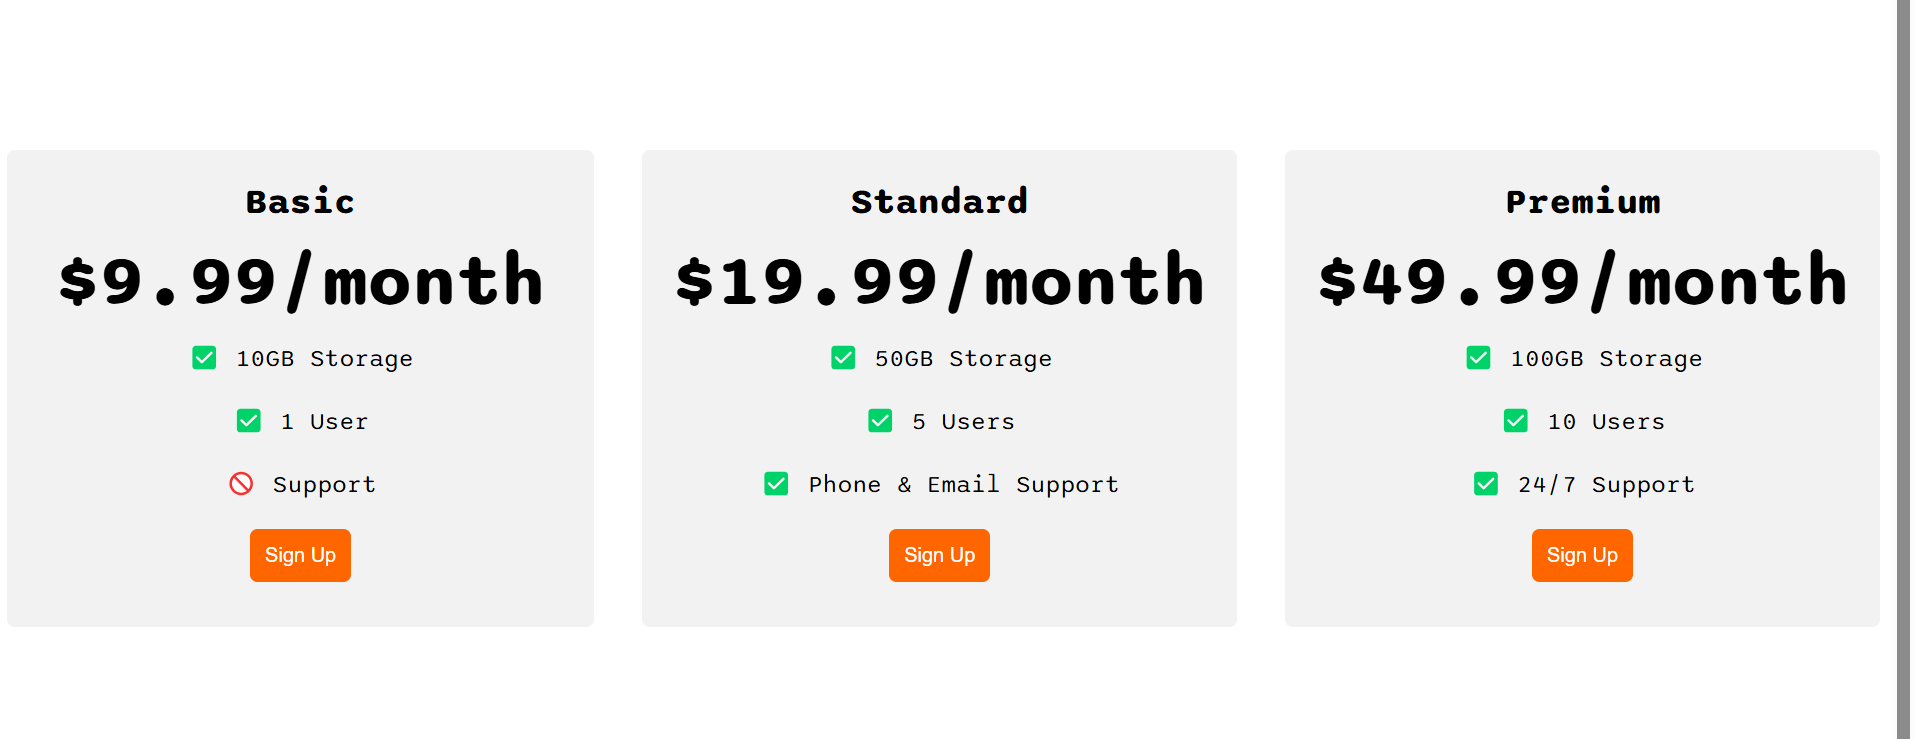 Basic
$9.99/month
10GB Storage
1 User
Support
Sign Up
Standard
$19.99/month
50GB Storage
5 Users
Phone & Email Support
Sign Up
Premium
$49.99/month
100GB Storage
10 Users
24/7 Support
Sign Up